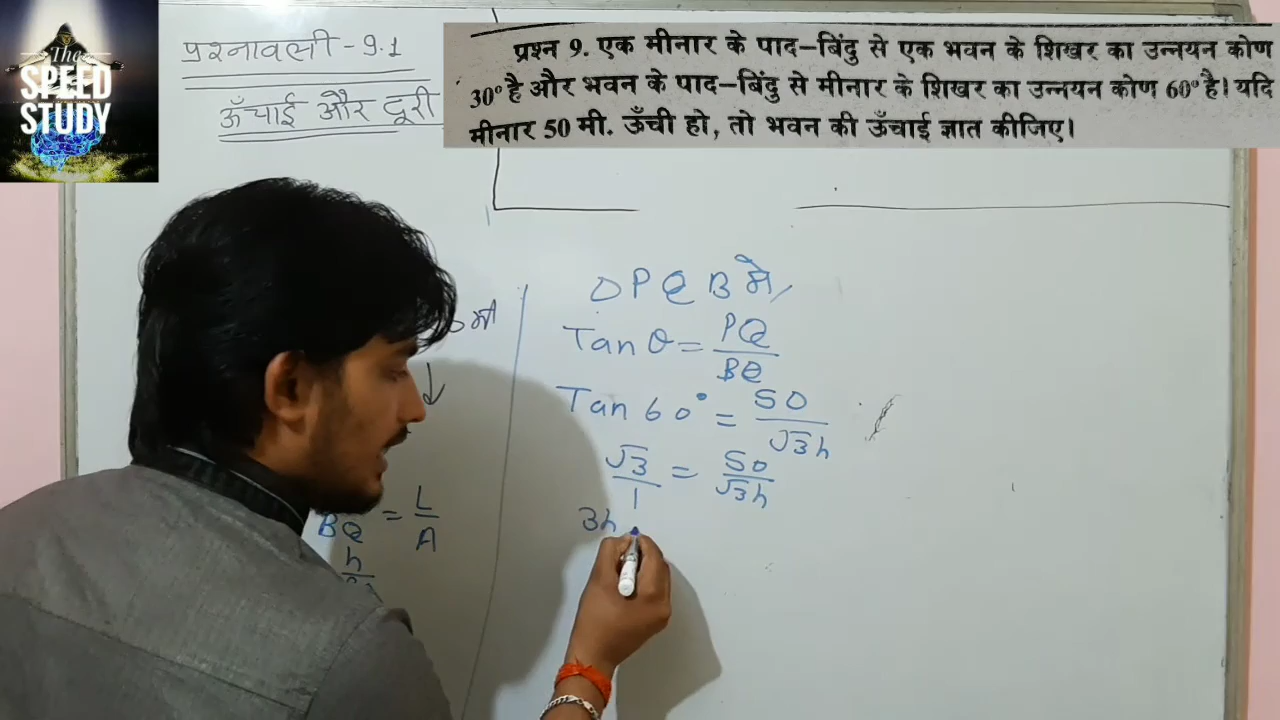 The
SPEED
STUDY
प्रश्नावली - 9.1
ऊँचाई और दूरी
प्रश्न 9. एक मीनार के पाद-बिंदु से एक भवन के शिखर का उन्नयन कोण
30° है और भवन के पाद-बिंदु से मीनार के शिखर का उन्नयन कोण 60° है। यदि
मीनार 50 मी. ऊँची हो, तो भवन की ऊँचाई ज्ञात कीजिए।
मी
BQ = L/A
h
Δ PQB मे,
Tan θ = PQ/BQ
Tan 60° = 50/√3h
√3/1 = 50/√3h
3h